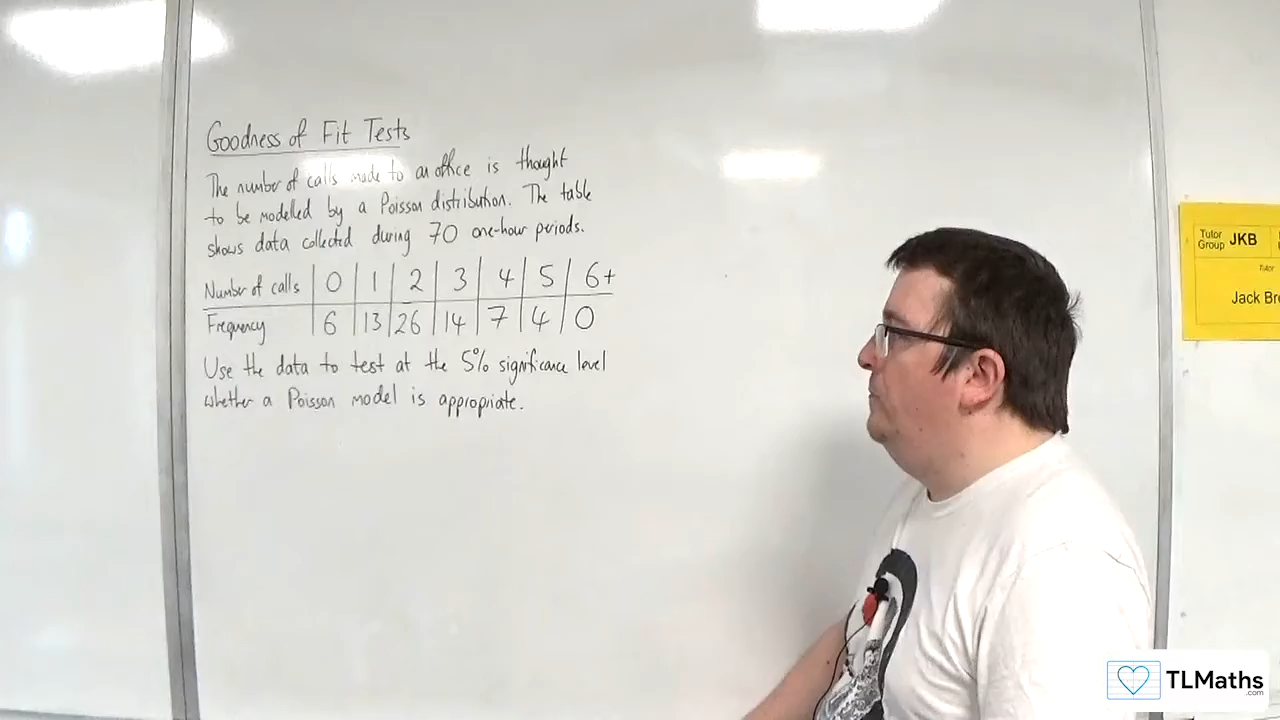 Goodness of Fit Tests
The number of calls made to an office is thought
to be modelled by a Poisson distribution. The table
shows data collected during 70 one-hour periods.
Number of calls | 0 | 1 | 2 | 3 | 4 | 5 | 6+
Frequency | 6 | 13 | 26 | 14 | 7 | 4 | 0
Use the data to test at the 5% significance level
whether a Poisson model is appropriate.
Tutor
Group JKB
Tutor
Jack
TLMaths
.com